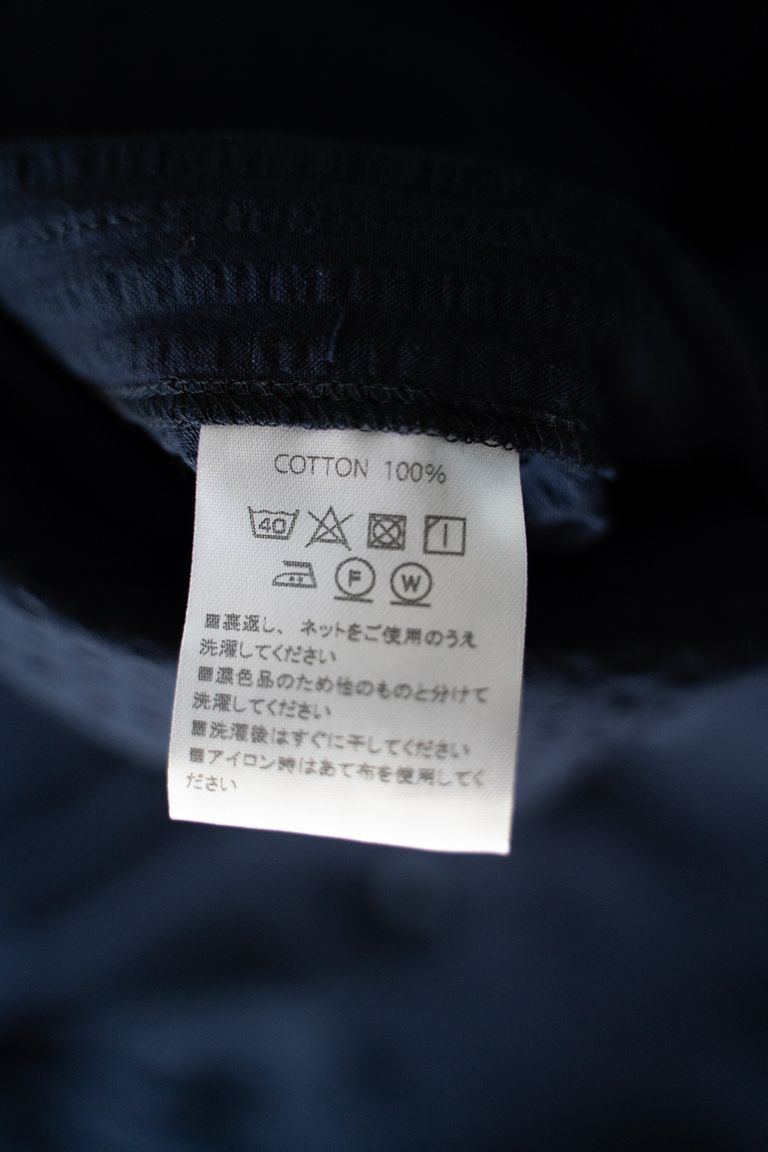 COTTON 100%
40
F W
■裏返し、ネットをご使用のうえ
洗濯してください
■濃色品のため他のものと分けて
洗濯してください
■洗濯後はすぐに干してください
■アイロン時はあて布を使用してく
ださい